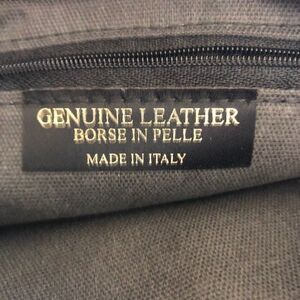 GENUINE LEATHER
BORSE IN PELLE
MADE IN ITALY